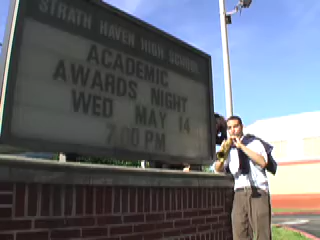 STRATH HAVEN HIGH SCHOOL
ACADEMIC
AWARDS NIGHT
WED MAY 14
7:00 PM